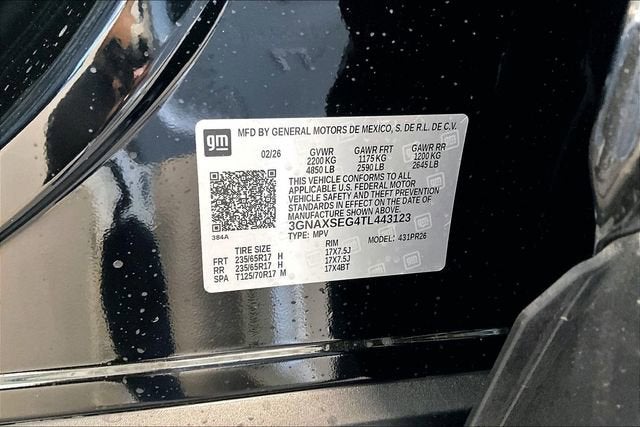 gm MFD BY GENERAL MOTORS DE MEXICO, S. DE R.L. DE C.V.
02/26 GVWR GAWR FRT GAWR RR
2200 KG 1175 KG 1200 KG
4850 LB 2590 LB 2645 LB
THIS VEHICLE CONFORMS TO ALL
APPLICABLE U.S. FEDERAL MOTOR
VEHICLE SAFETY AND THEFT PREVENTION
STANDARDS IN EFFECT ON THE DATE OF
MANUFACTURE SHOWN ABOVE.
3GNAXSEG4TL443123
384A TYPE: MPV MODEL: 431PR26
TIRE SIZE RIM
FRT 235/65R17 H 17X7.5J
RR 235/65R17 H 17X7.5J
SPA T125/70R17 M 17X4BT